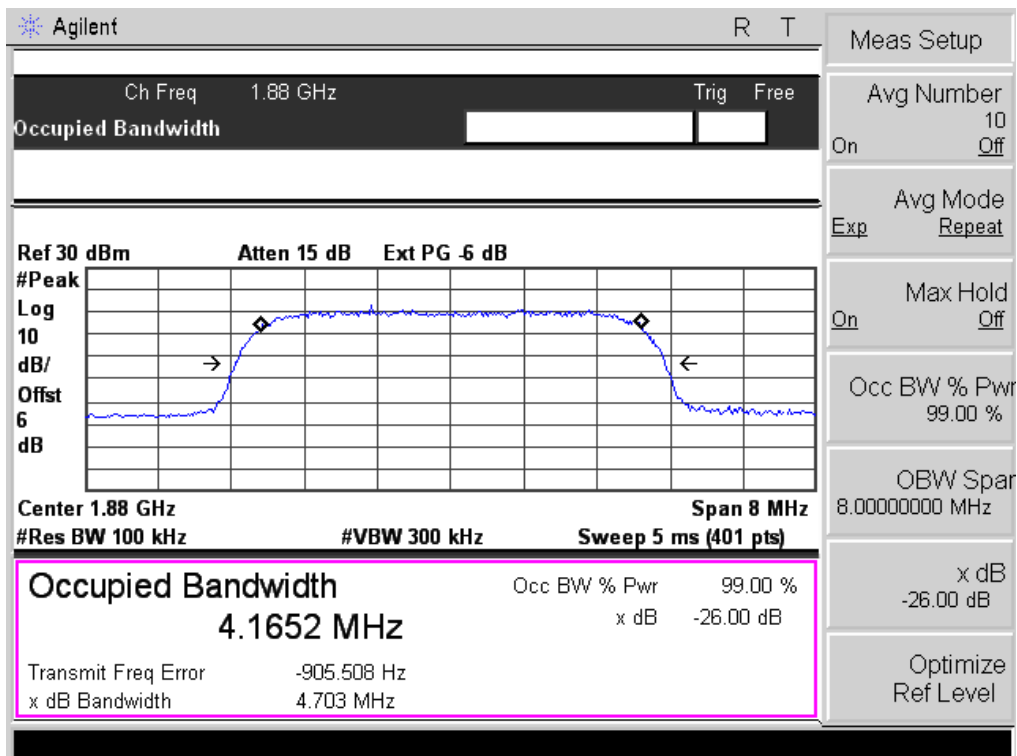 Agilent R T
Ch Freq 1.88 GHz Trig Free
Occupied Bandwidth
Ref 30 dBm Atten 15 dB Ext PG -6 dB
#Peak
Log
10
dB/
Offst
6
dB
Center 1.88 GHz Span 8 MHz
#Res BW 100 kHz #VBW 300 kHz Sweep 5 ms (401 pts)
Occupied Bandwidth Occ BW % Pwr 99.00 %
4.1652 MHz x dB -26.00 dB
Transmit Freq Error -905.508 Hz
x dB Bandwidth 4.703 MHz
Meas Setup
Avg Number
10
On Off
Avg Mode
Exp Repeat
Max Hold
On Off
Occ BW % Pwr
99.00 %
OBW Span
8.00000000 MHz
x dB
-26.00 dB
Optimize
Ref Level